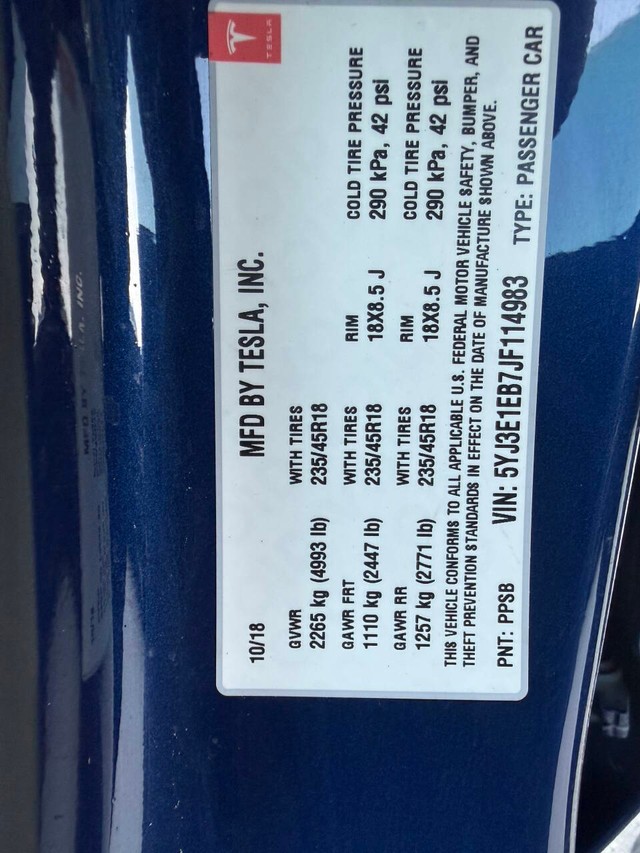 TESLA
MFD BY TESLA, INC.
10/18
GVWR WITH TIRES RIM COLD TIRE PRESSURE
2265 kg (4993 lb) 235/45R18
GAWR FRT WITH TIRES RIM COLD TIRE PRESSURE
1110 kg (2447 lb) 235/45R18 18X8.5 J 290 kPa, 42 psi
GAWR RR WITH TIRES RIM COLD TIRE PRESSURE
1257 kg (2771 lb) 235/45R18 18X8.5 J 290 kPa, 42 psi
THIS VEHICLE CONFORMS TO ALL APPLICABLE U.S. FEDERAL MOTOR VEHICLE SAFETY, BUMPER, AND
THEFT PREVENTION STANDARDS IN EFFECT ON THE DATE OF MANUFACTURE SHOWN ABOVE.
PNT: PPSB VIN: 5YJ3E1EB7JF114983 TYPE: PASSENGER CAR